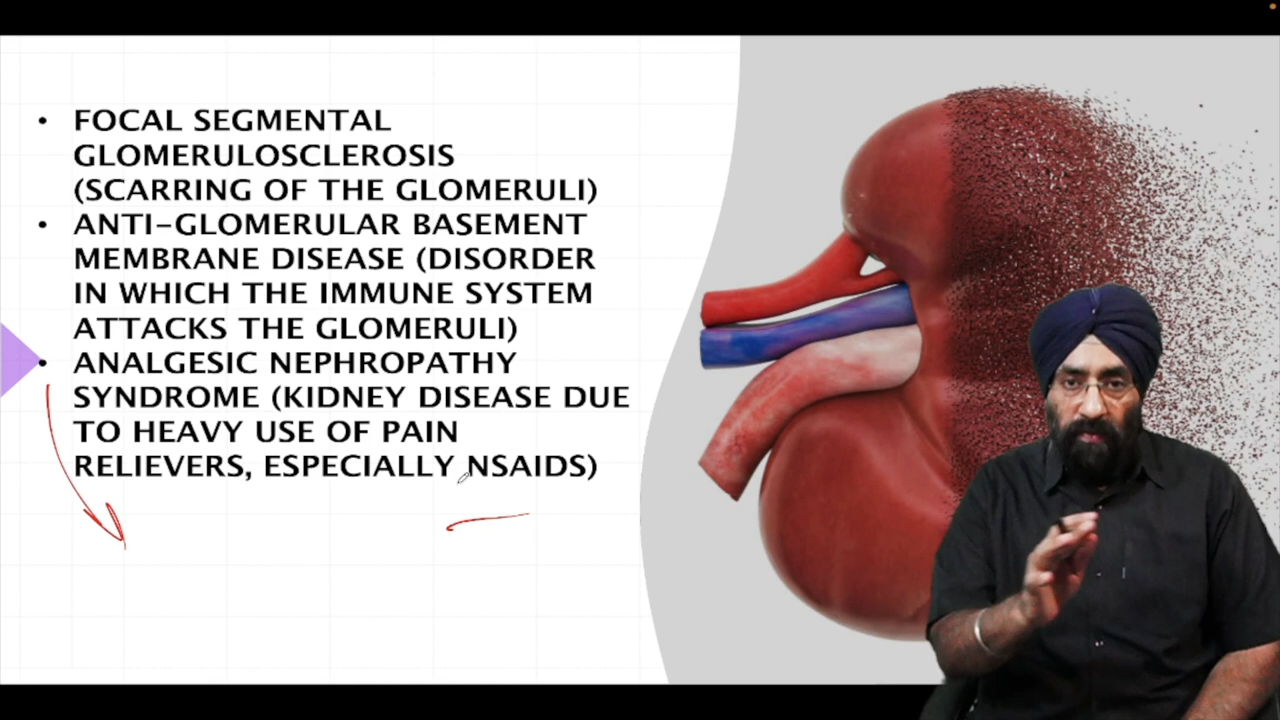 • FOCAL SEGMENTAL
GLOMERULOSCLEROSIS
(SCARRING OF THE GLOMERULI)
• ANTI-GLOMERULAR BASEMENT
MEMBRANE DISEASE (DISORDER
IN WHICH THE IMMUNE SYSTEM
ATTACKS THE GLOMERULI)
• ANALGESIC NEPHROPATHY
SYNDROME (KIDNEY DISEASE DUE
TO HEAVY USE OF PAIN
RELIEVERS, ESPECIALLY NSAIDS)